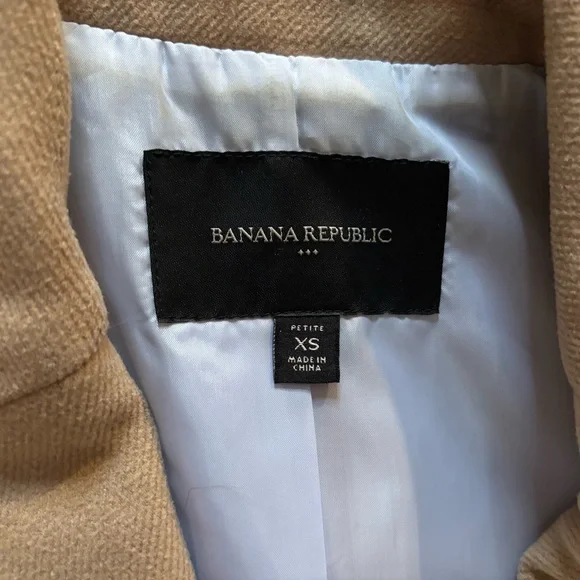 BANANA REPUBLIC
PETITE
XS
MADE IN
CHINA